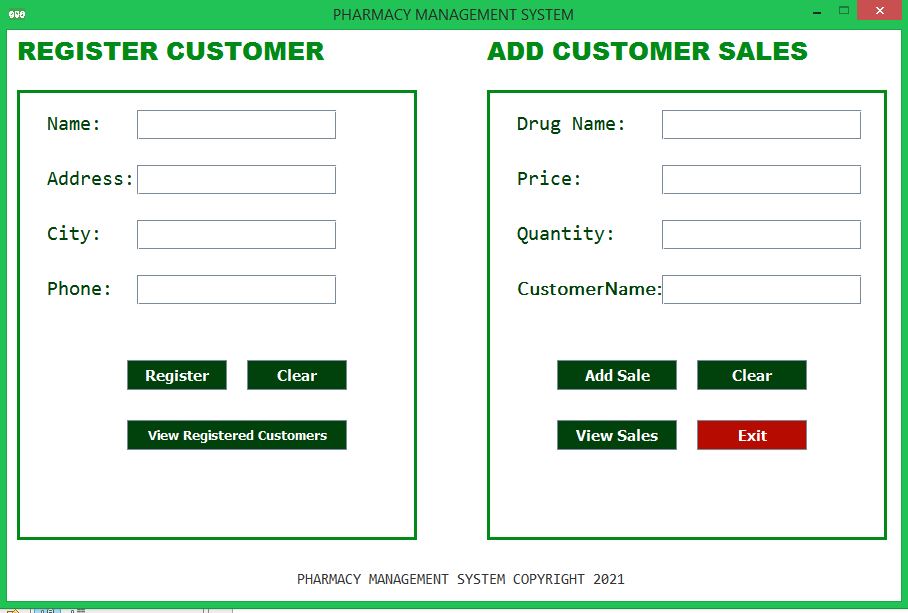 PHARMACY MANAGEMENT SYSTEM
REGISTER CUSTOMER
Name:
Address:
City:
Phone:
Register Clear
View Registered Customers
ADD CUSTOMER SALES
Drug Name:
Price:
Quantity:
CustomerName:
Add Sale Clear
View Sales Exit
PHARMACY MANAGEMENT SYSTEM COPYRIGHT 2021